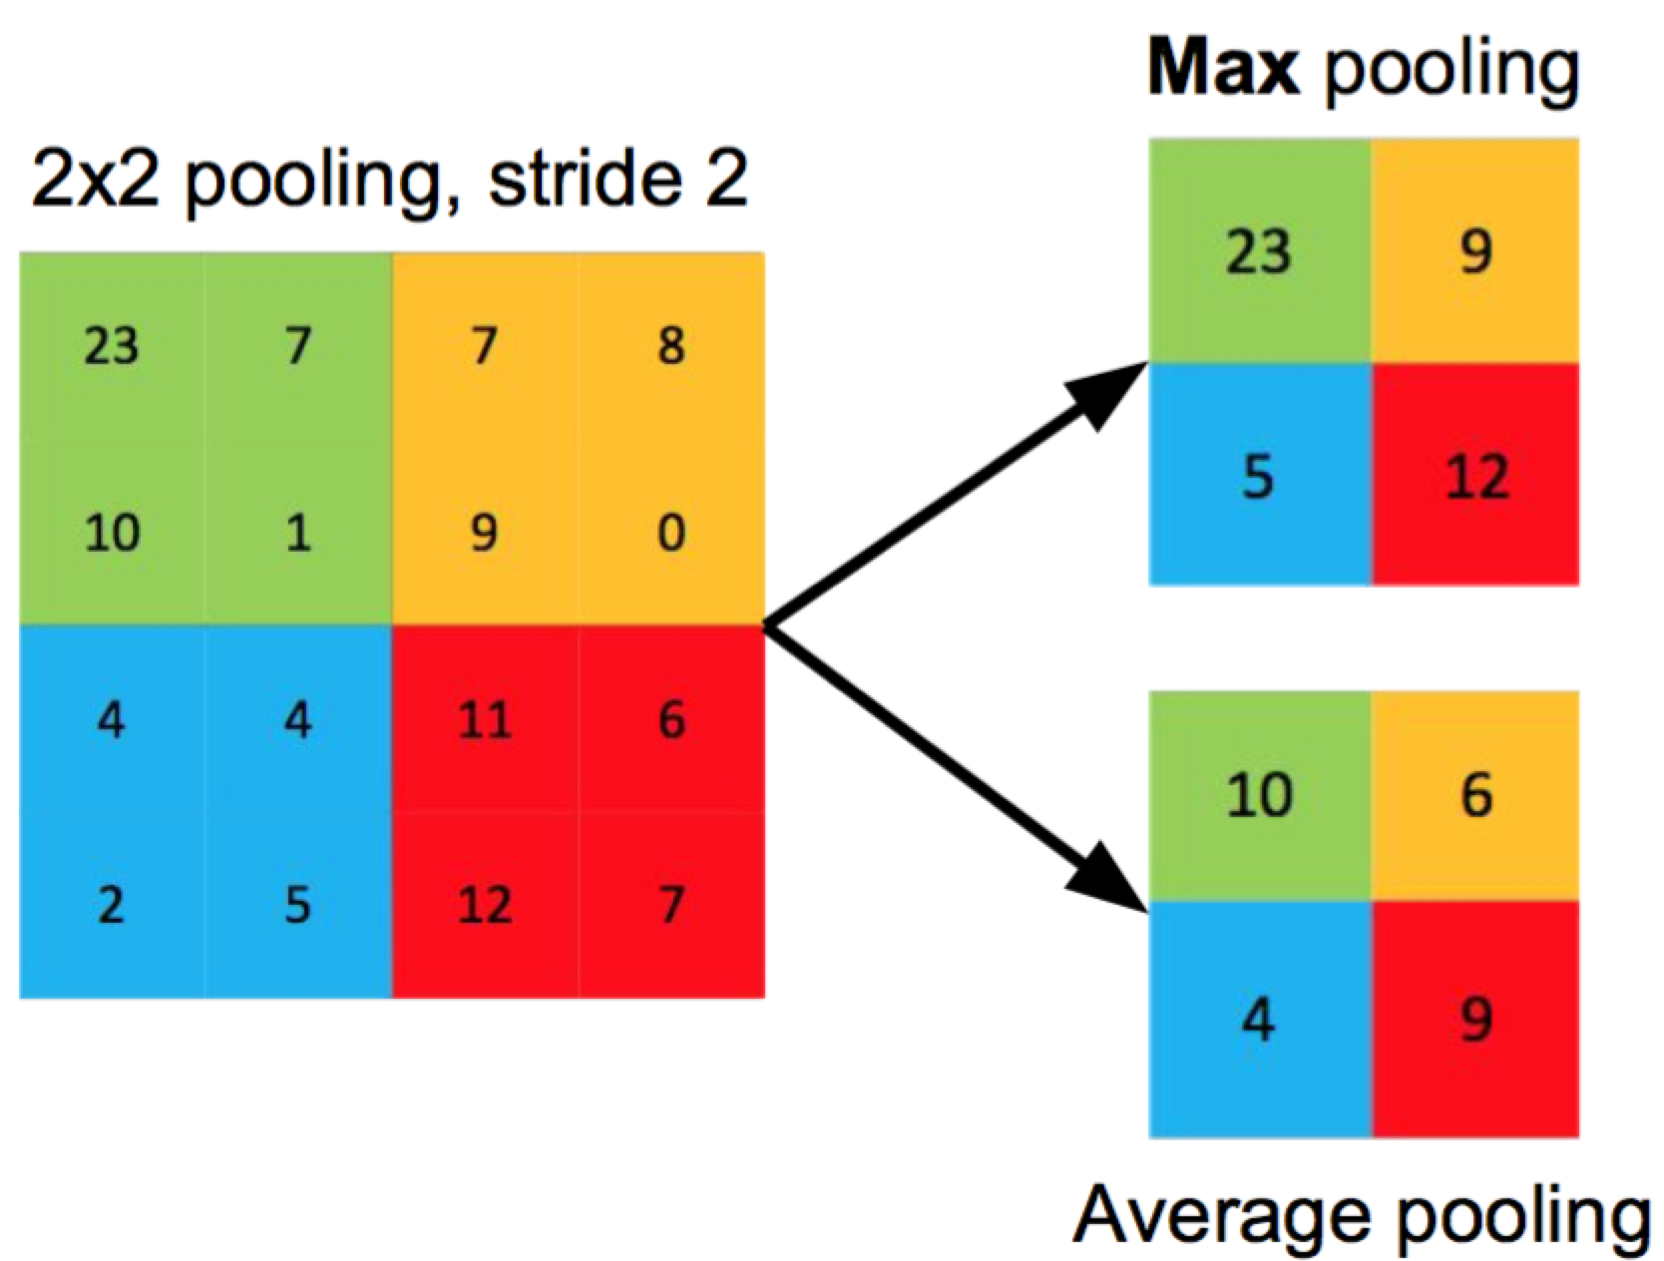 2x2 pooling, stride 2
23 7 7 8
10 1 9 0
4 4 11 6
2 5 12 7
Max pooling
23 9
5 12
10 6
4 9
Average pooling